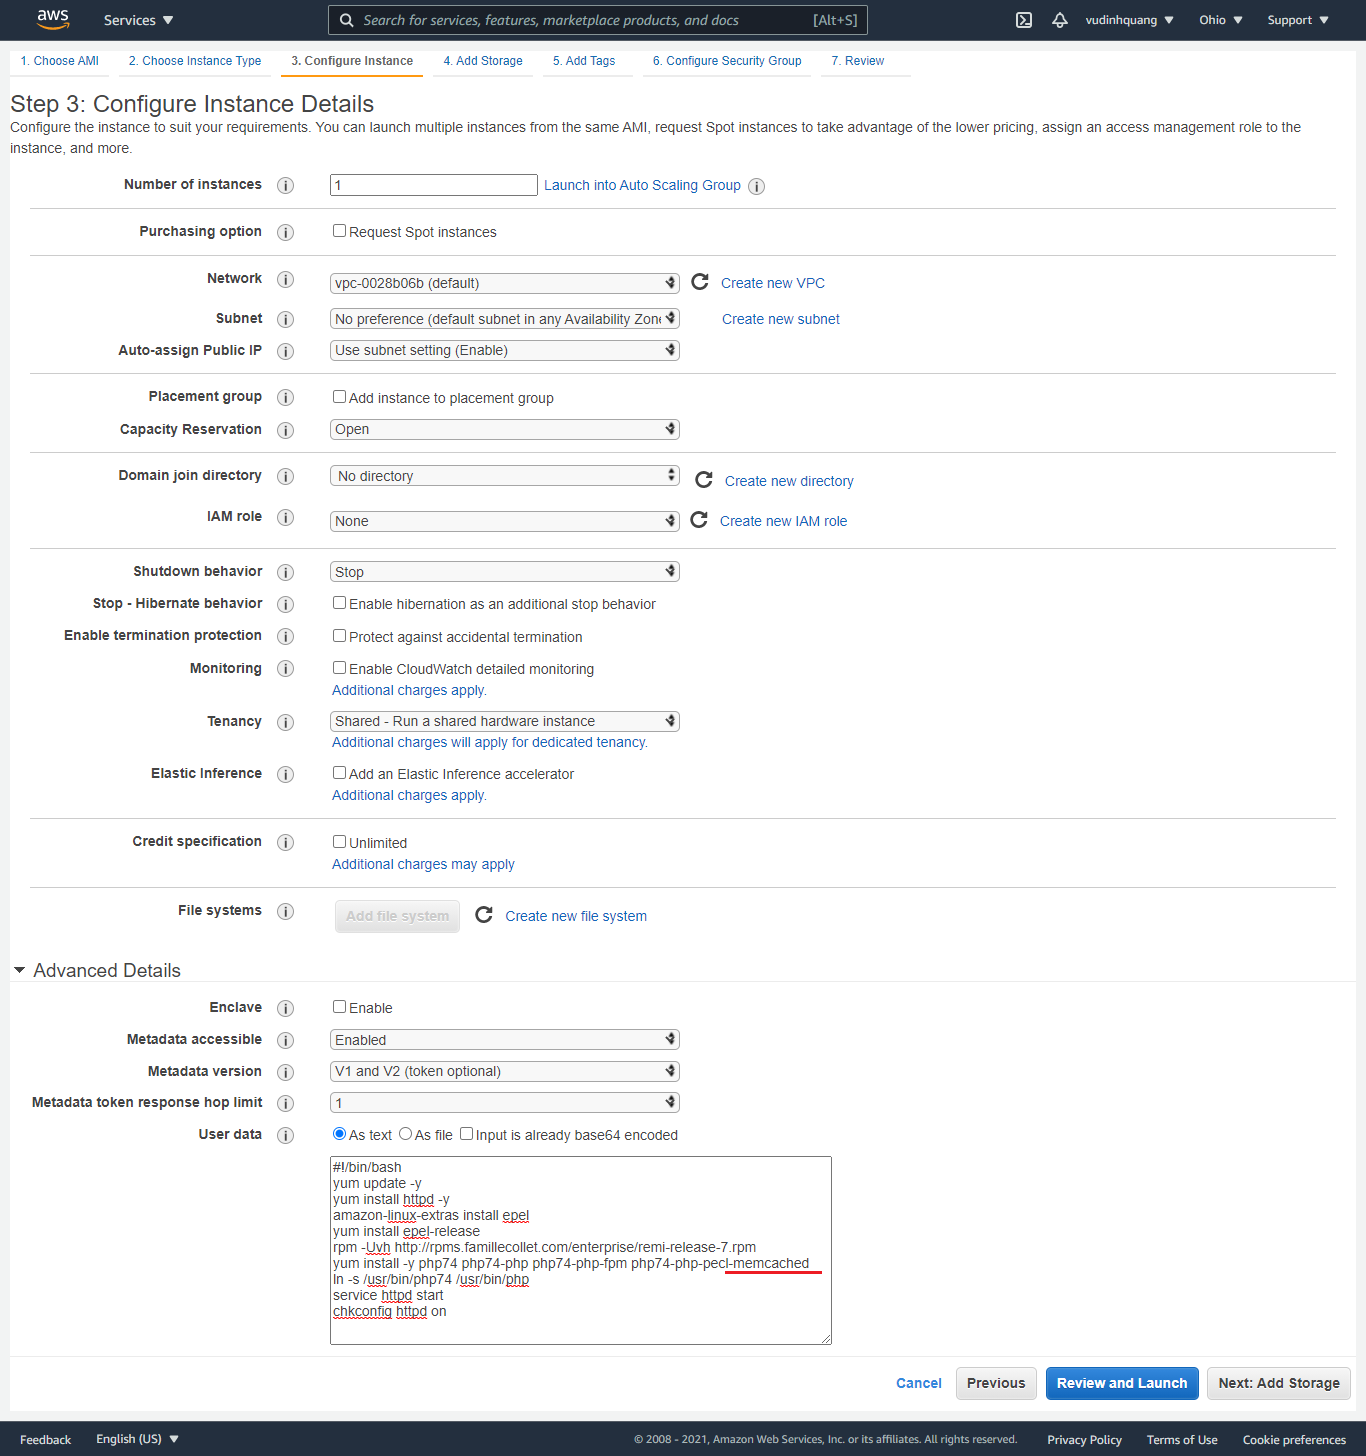 aws
Services
Search for services, features, marketplace products, and docs
[Alt+S]
vudinhquang
Ohio
Support
1. Choose AMI
2. Choose Instance Type
3. Configure Instance
4. Add Storage
5. Add Tags
6. Configure Security Group
7. Review
Step 3: Configure Instance Details
Configure the instance to suit your requirements. You can launch multiple instances from the same AMI, request Spot instances to take advantage of the lower pricing, assign an access management role to the
instance, and more.
Number of instances
1
Launch into Auto Scaling Group
Purchasing option
Request Spot instances
Network
vpc-0028b06b (default)
Create new VPC
Subnet
No preference (default subnet in any Availability Zone
Create new subnet
Auto-assign Public IP
Use subnet setting (Enable)
Placement group
Add instance to placement group
Capacity Reservation
Open
Domain join directory
No directory
Create new directory
IAM role
None
Create new IAM role
Shutdown behavior
Stop
Stop - Hibernate behavior
Enable hibernation as an additional stop behavior
Enable termination protection
Protect against accidental termination
Monitoring
Enable CloudWatch detailed monitoring
Additional charges apply.
Tenancy
Shared - Run a shared hardware instance
Additional charges will apply for dedicated tenancy.
Elastic Inference
Add an Elastic Inference accelerator
Additional charges apply.
Credit specification
Unlimited
Additional charges may apply
File systems
Add file system
Create new file system
Advanced Details
Enclave
Enable
Metadata accessible
Enabled
Metadata version
V1 and V2 (token optional)
Metadata token response hop limit
1
User data
As text
As file
Input is already base64 encoded
#!/bin/bash
yum update -y
yum install httpd -y
amazon-linux-extras install epel
yum install epel-release
rpm -Uvh http://rpms.famillecollet.com/enterprise/remi-release-7.rpm
yum install -y php74 php74-php php74-php-fpm php74-php-pecl-memcached
ln -s /usr/bin/php74 /usr/bin/php
service httpd start
chkconfig httpd on
Cancel
Previous
Review and Launch
Next: Add Storage
Feedback
English (US)
© 2008 - 2021, Amazon Web Services, Inc. or its affiliates. All rights reserved.
Privacy Policy
Terms of Use
Cookie preferences